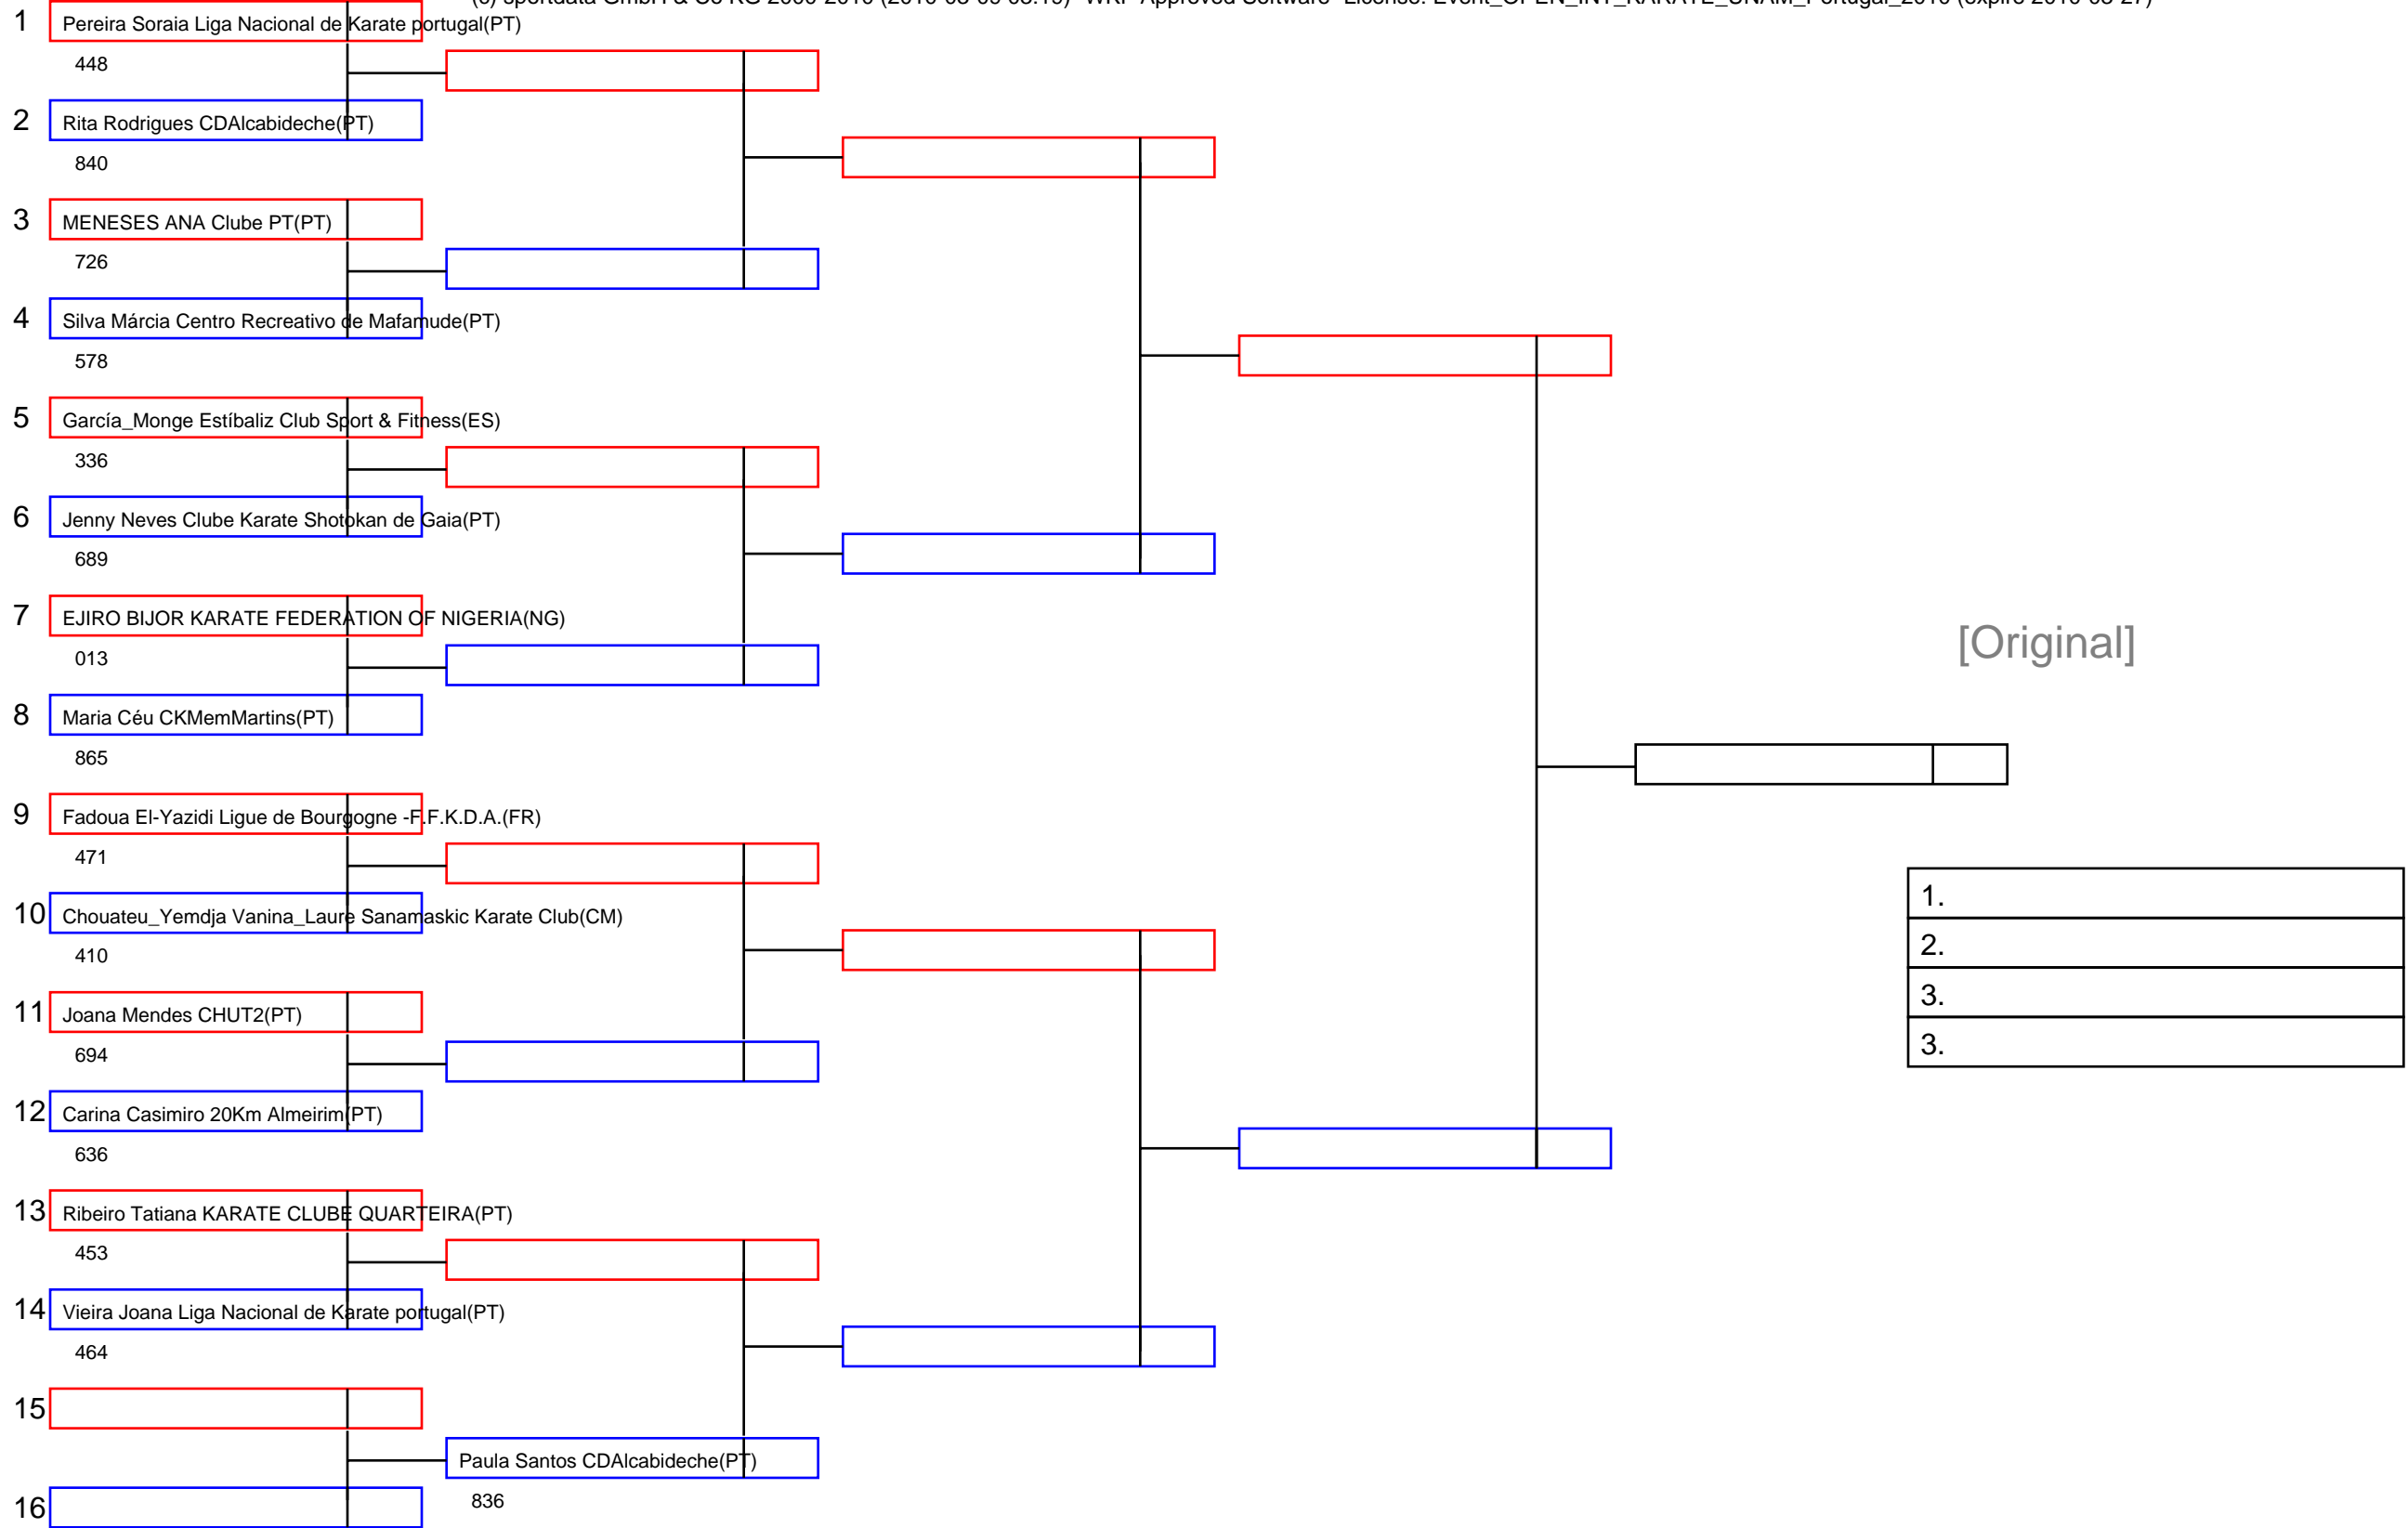 1 Pereira Soraia Liga Nacional de Karate portugal(PT)
448
2 Rita Rodrigues CDAlcabideche(PT)
840
3 MENESES ANA Clube PT(PT)
726
4 Silva Márcia Centro Recreativo de Mafamude(PT)
578
5 García_Monge Estíbaliz Club Sport & Fitness(ES)
336
6 Jenny Neves Clube Karate Shotokan de Gaia(PT)
689
7 EJIRO BIJOR KARATE FEDERATION OF NIGERIA(NG)
013
[Original]
8 Maria Céu CKMemMartins(PT)
865
9 Fadoua El-Yazidi Ligue de Bourgogne -F.F.K.D.A.(FR)
471
10 Chouateu_Yemdja Vanina_Laure Sanamaskic Karate Club(CM)
410
11 Joana Mendes CHUT2(PT)
694
12 Carina Casimiro 20Km Almeirim(PT)
636
13 Ribeiro Tatiana KARATE CLUBE QUARTEIRA(PT)
453
14 Vieira Joana Liga Nacional de Karate portugal(PT)
464
15
Paula Santos CDAlcabideche(PT)
836
16
1.
2.
3.
3.